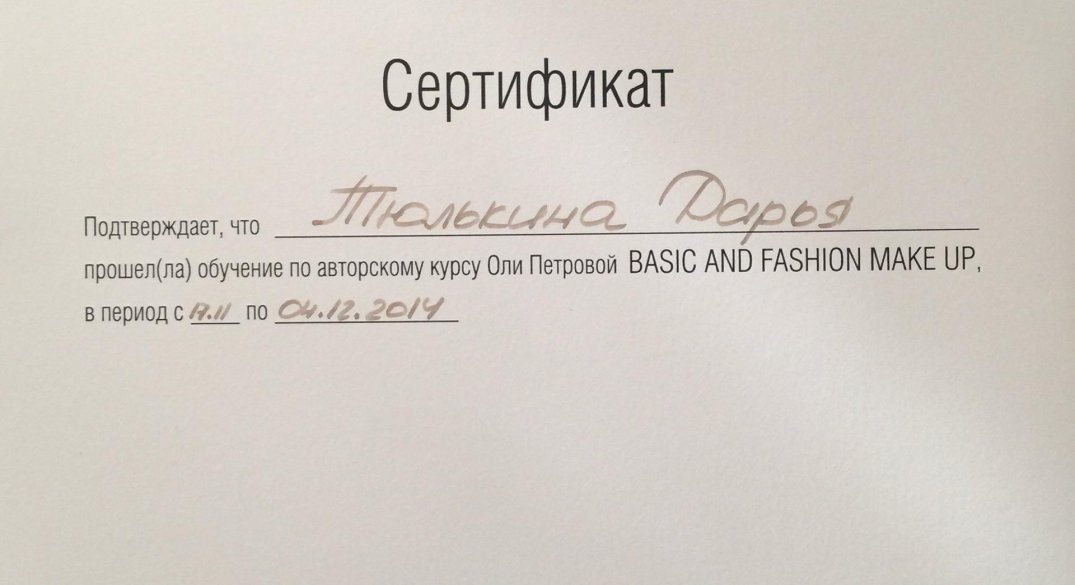 Сертификат
Подтверждает, что Тюлькина Дарья
прошел(ла) обучение по авторскому курсу Оли Петровой BASIC AND FASHION MAKE UP,
в период с 17.11 по 04.12.2014